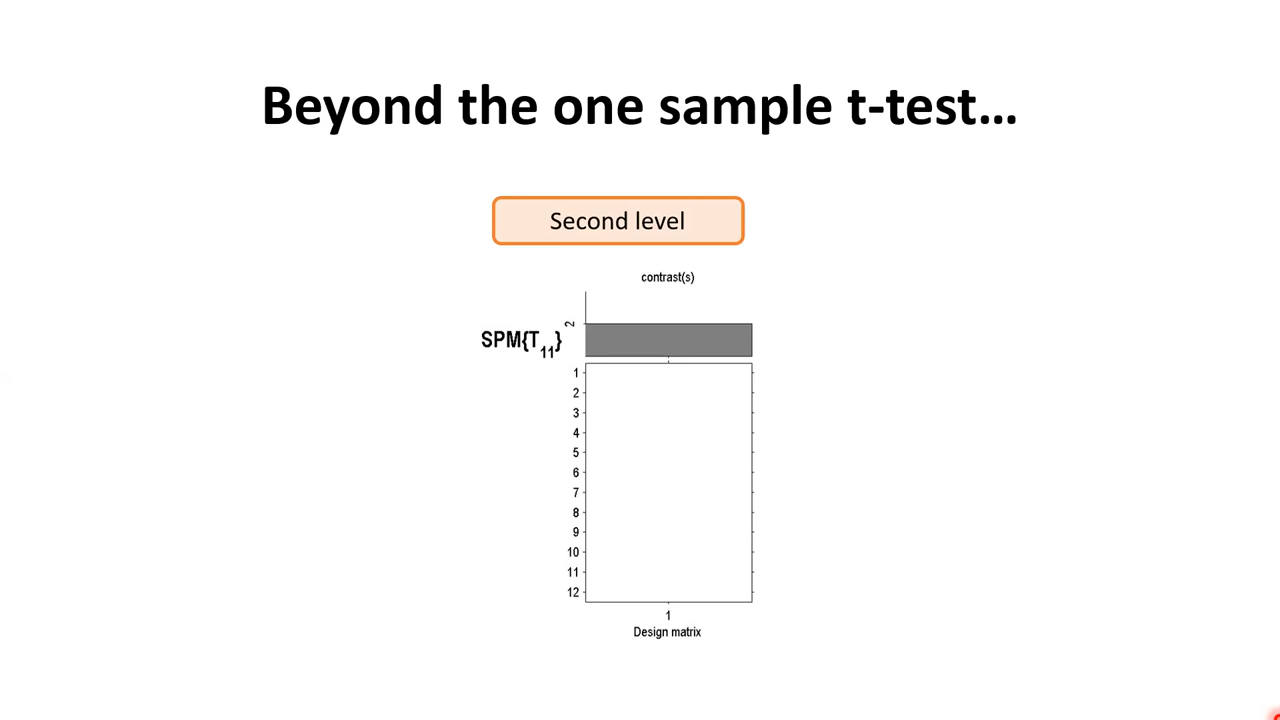 Beyond the one sample t-test...
Second level
contrast(s)
2
SPM{T11}
1
2
3
4
5
6
7
8
9
10
11
12
1
Design matrix